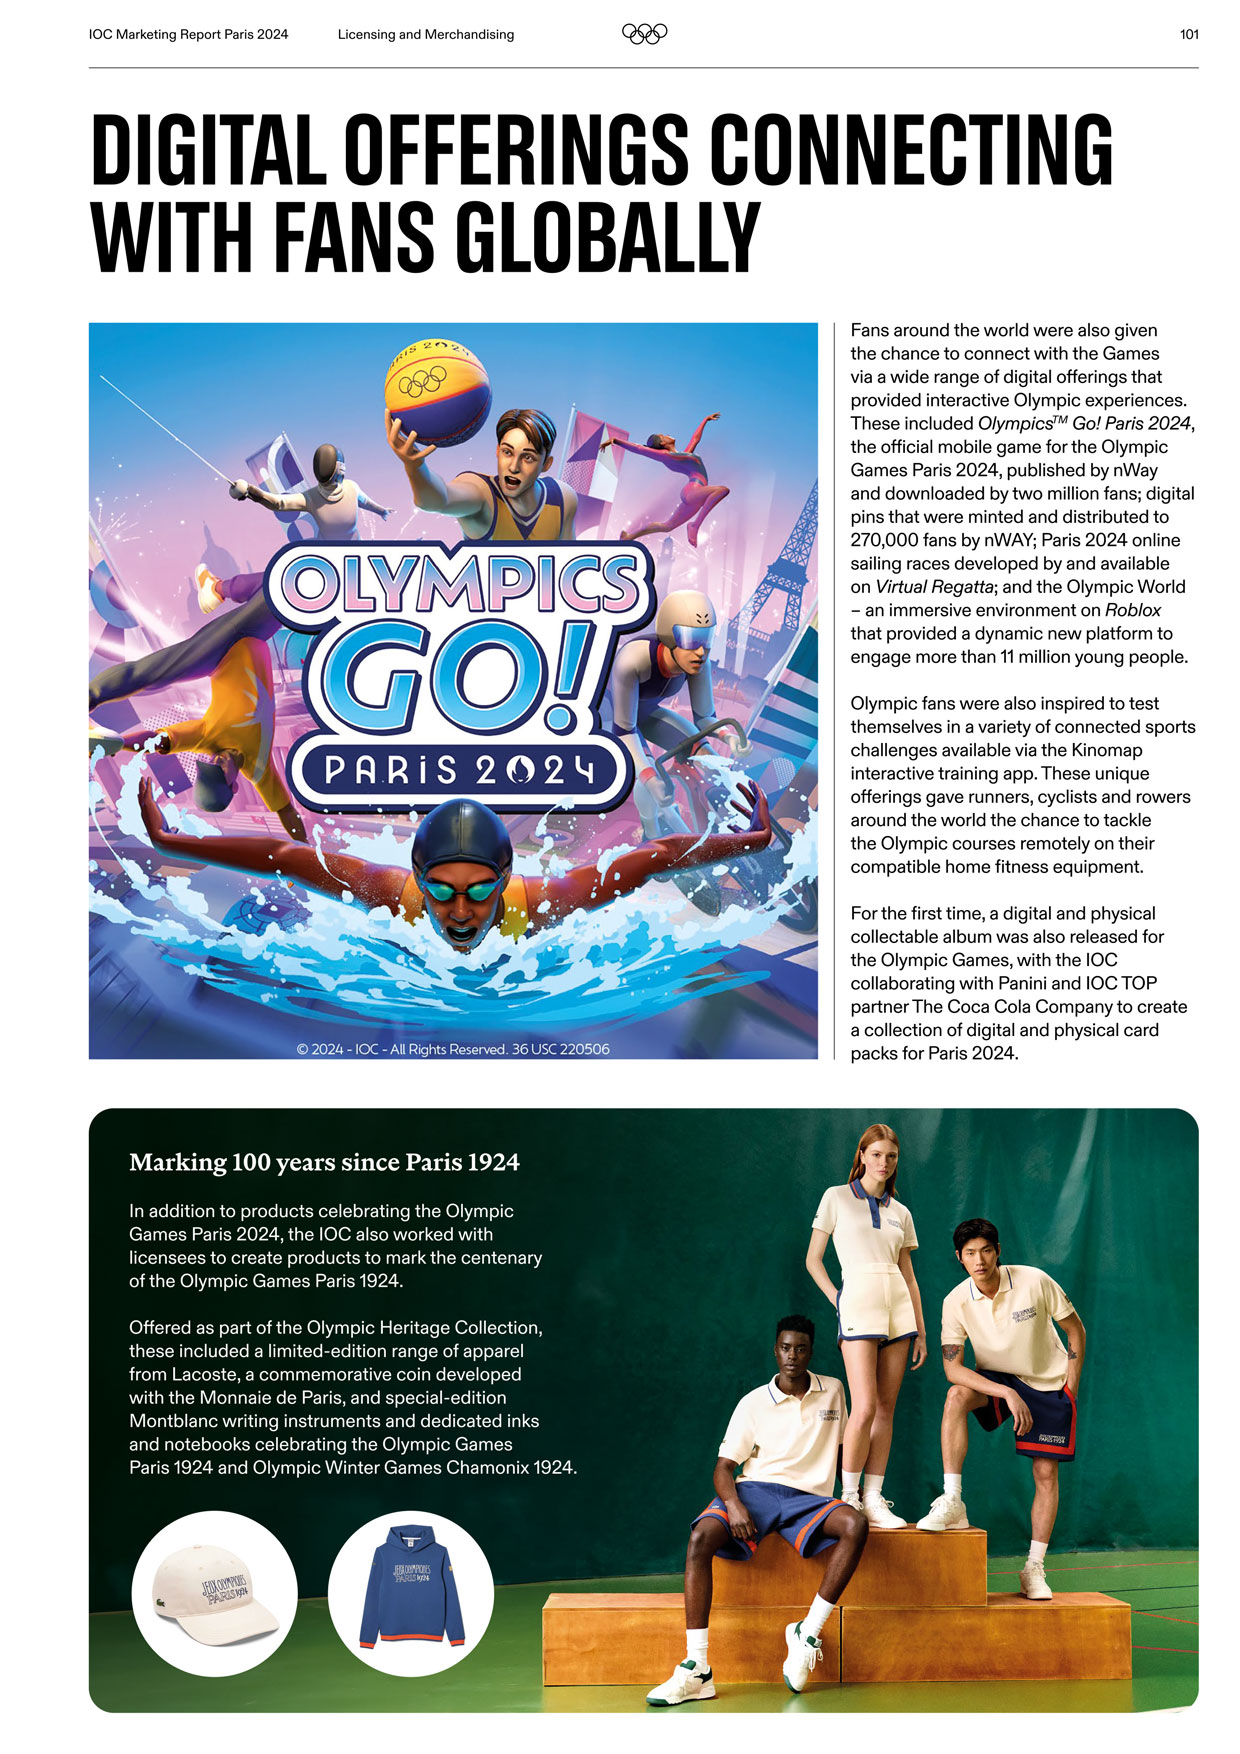 IOC Marketing Report Paris 2024 Licensing and Merchandising 101
DIGITAL OFFERINGS CONNECTING
WITH FANS GLOBALLY
PARIS 2024
OLYMPICS
GO!
PARIS 2024
© 2024 - IOC - All Rights Reserved. 36 USC 220506
Fans around the world were also given
the chance to connect with the Games
via a wide range of digital offerings that
provided interactive Olympic experiences.
These included Olympics™ Go! Paris 2024,
the official mobile game for the Olympic
Games Paris 2024, published by nWay
and downloaded by two million fans; digital
pins that were minted and distributed to
270,000 fans by nWAY; Paris 2024 online
sailing races developed by and available
on Virtual Regatta; and the Olympic World
– an immersive environment on Roblox
that provided a dynamic new platform to
engage more than 11 million young people.
Olympic fans were also inspired to test
themselves in a variety of connected sports
challenges available via the Kinomap
interactive training app. These unique
offerings gave runners, cyclists and rowers
around the world the chance to tackle
the Olympic courses remotely on their
compatible home fitness equipment.
For the first time, a digital and physical
collectable album was also released for
the Olympic Games, with the IOC
collaborating with Panini and IOC TOP
partner The Coca Cola Company to create
a collection of digital and physical card
packs for Paris 2024.
Marking 100 years since Paris 1924
In addition to products celebrating the Olympic
Games Paris 2024, the IOC also worked with
licensees to create products to mark the centenary
of the Olympic Games Paris 1924.
Offered as part of the Olympic Heritage Collection,
these included a limited-edition range of apparel
from Lacoste, a commemorative coin developed
with the Monnaie de Paris, and special-edition
Montblanc writing instruments and dedicated inks
and notebooks celebrating the Olympic Games
Paris 1924 and Olympic Winter Games Chamonix 1924.
JEUX OLYMPIQUES
PARIS 1924
JEUX OLYMPIQUES
PARIS 1924